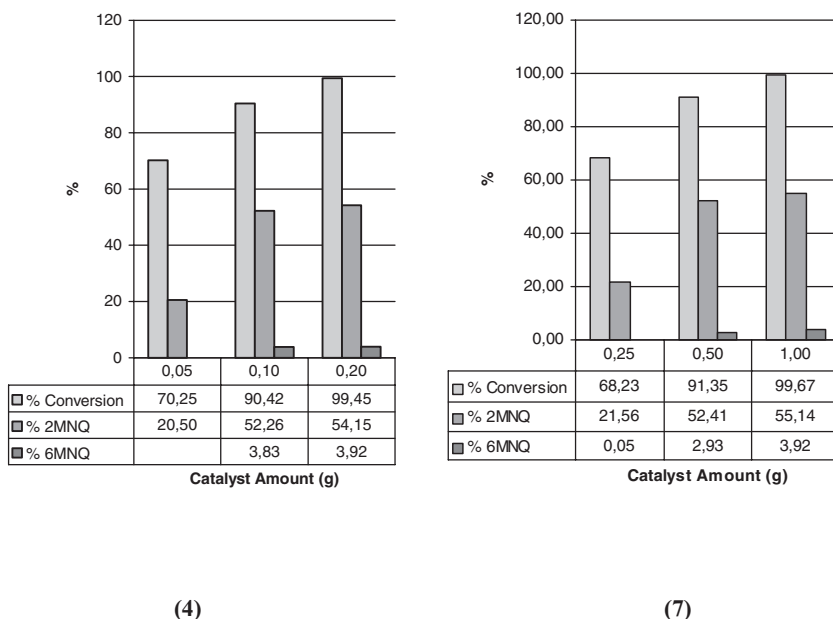 120
100
80
60
40
20
0
%
0,05 0,10 0,20
% Conversion 70,25 90,42 99,45
% 2MNQ 20,50 52,26 54,15
% 6MNQ 3,83 3,92
Catalyst Amount (g)
(4)
120,00
100,00
80,00
60,00
40,00
20,00
0,00
%
0,25 0,50 1,00
% Conversion 68,23 91,35 99,67
% 2MNQ 21,56 52,41 55,14
% 6MNQ 0,05 2,93 3,92
Catalyst Amount (g)
(7)